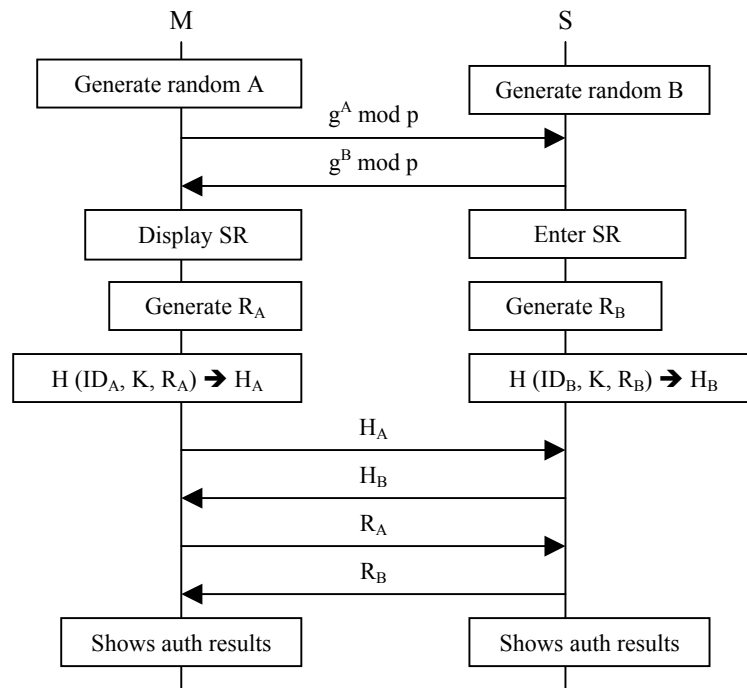 M
S
Generate random A
Generate random B
g^A mod p
g^B mod p
Display SR
Enter SR
Generate R_A
Generate R_B
H (ID_A, K, R_A) ➔ H_A
H (ID_B, K, R_B) ➔ H_B
H_A
H_B
R_A
R_B
Shows auth results
Shows auth results